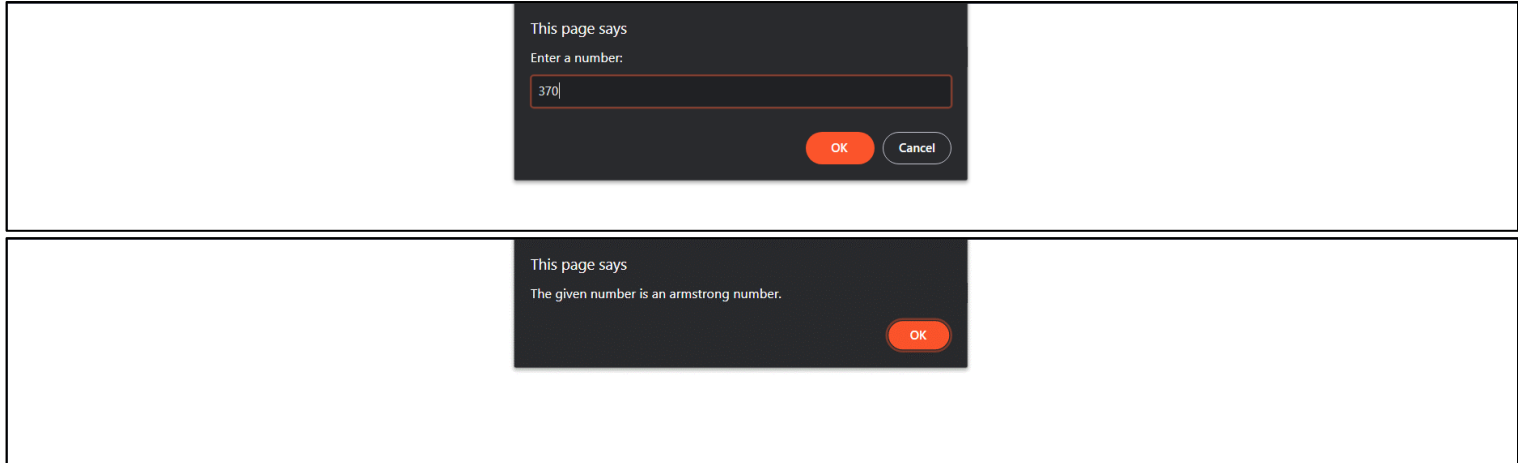 This page says
Enter a number:
370
OK
Cancel
This page says
The given number is an armstrong number.
OK